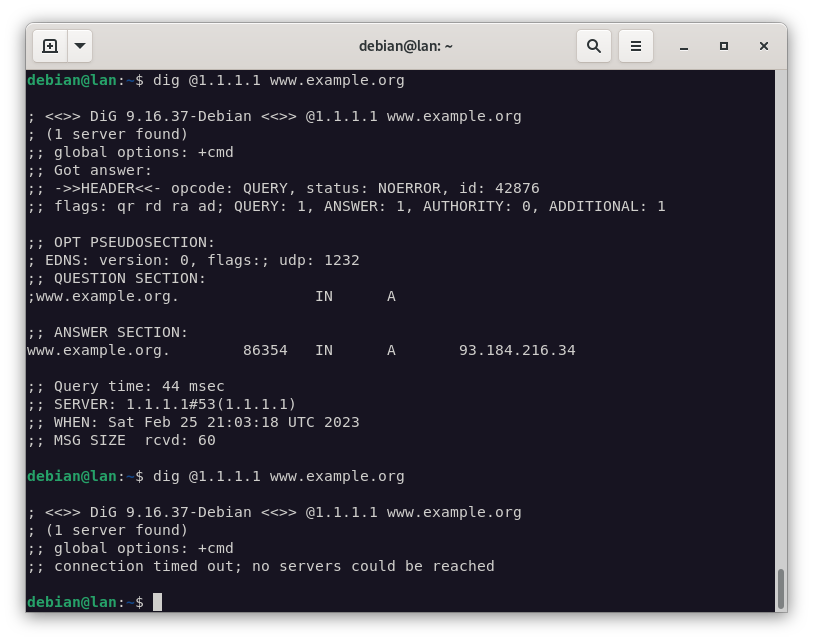 debian@lan: ~
debian@lan:~$ dig @1.1.1.1 www.example.org
; <<>> DiG 9.16.37-Debian <<>> @1.1.1.1 www.example.org
; (1 server found)
;; global options: +cmd
;; Got answer:
;; ->>HEADER<<- opcode: QUERY, status: NOERROR, id: 42876
;; flags: qr rd ra ad; QUERY: 1, ANSWER: 1, AUTHORITY: 0, ADDITIONAL: 1
;; OPT PSEUDOSECTION:
; EDNS: version: 0, flags:; udp: 1232
;; QUESTION SECTION:
;www.example.org.               IN      A
;; ANSWER SECTION:
www.example.org.        86354   IN      A       93.184.216.34
;; Query time: 44 msec
;; SERVER: 1.1.1.1#53(1.1.1.1)
;; WHEN: Sat Feb 25 21:03:18 UTC 2023
;; MSG SIZE  rcvd: 60
debian@lan:~$ dig @1.1.1.1 www.example.org
; <<>> DiG 9.16.37-Debian <<>> @1.1.1.1 www.example.org
; (1 server found)
;; global options: +cmd
;; connection timed out; no servers could be reached
debian@lan:~$